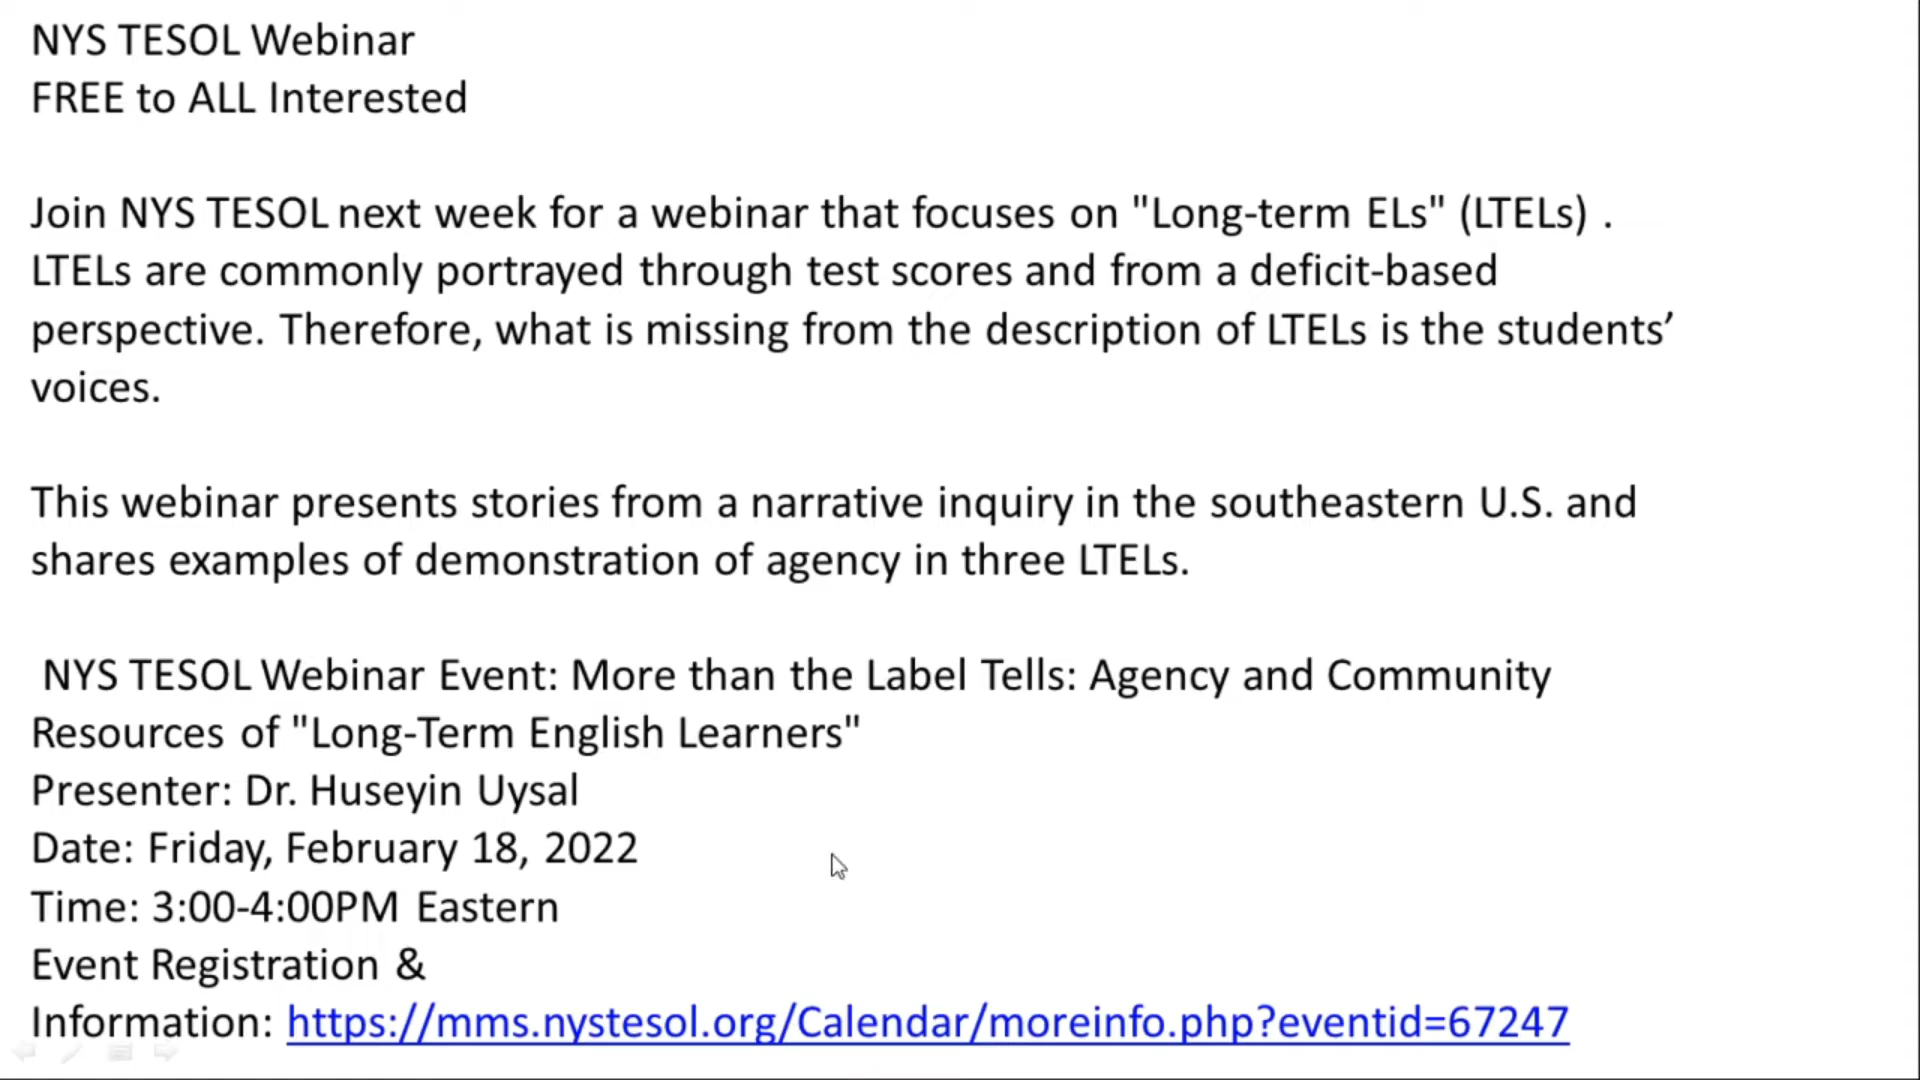 NYS TESOL Webinar
FREE to ALL Interested
Join NYS TESOL next week for a webinar that focuses on "Long-term ELs" (LTELs) .
LTELs are commonly portrayed through test scores and from a deficit-based
perspective. Therefore, what is missing from the description of LTELs is the students’
voices.
This webinar presents stories from a narrative inquiry in the southeastern U.S. and
shares examples of demonstration of agency in three LTELs.
NYS TESOL Webinar Event: More than the Label Tells: Agency and Community
Resources of "Long-Term English Learners"
Presenter: Dr. Huseyin Uysal
Date: Friday, February 18, 2022
Time: 3:00-4:00PM Eastern
Event Registration &
Information: https://mms.nystesol.org/Calendar/moreinfo.php?eventid=67247